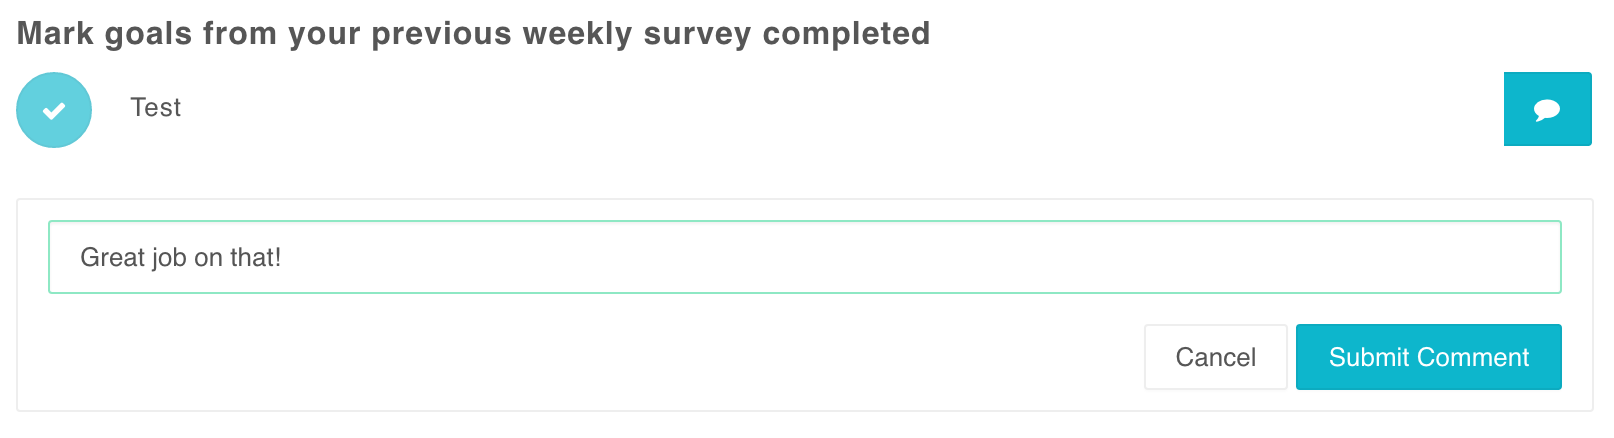 Mark goals from your previous weekly survey completed
Test
Great job on that!
Cancel Submit Comment